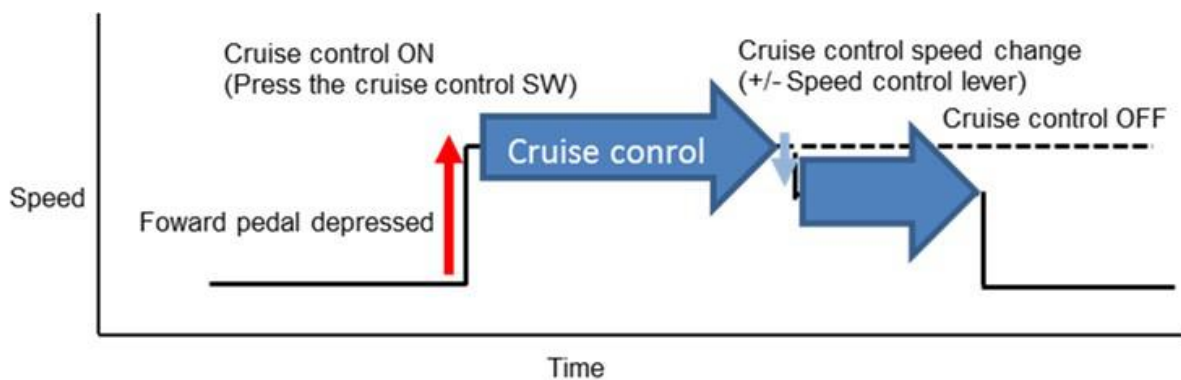 Cruise control ON
(Press the cruise control SW)
Cruise control speed change
(+/- Speed control lever)
Cruise control OFF
Cruise conrol
Speed
Foward pedal depressed
Time